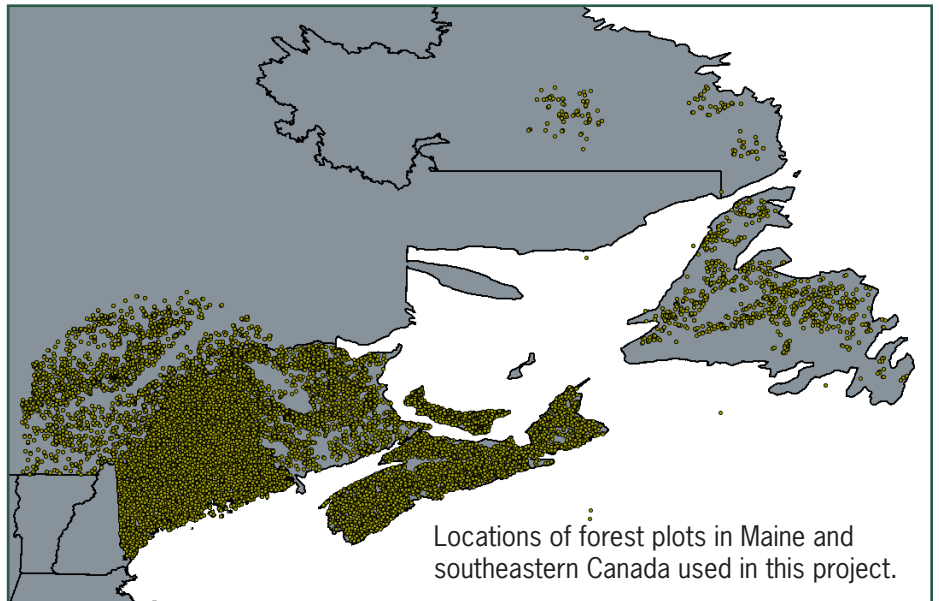 Locations of forest plots in Maine and
southeastern Canada used in this project.